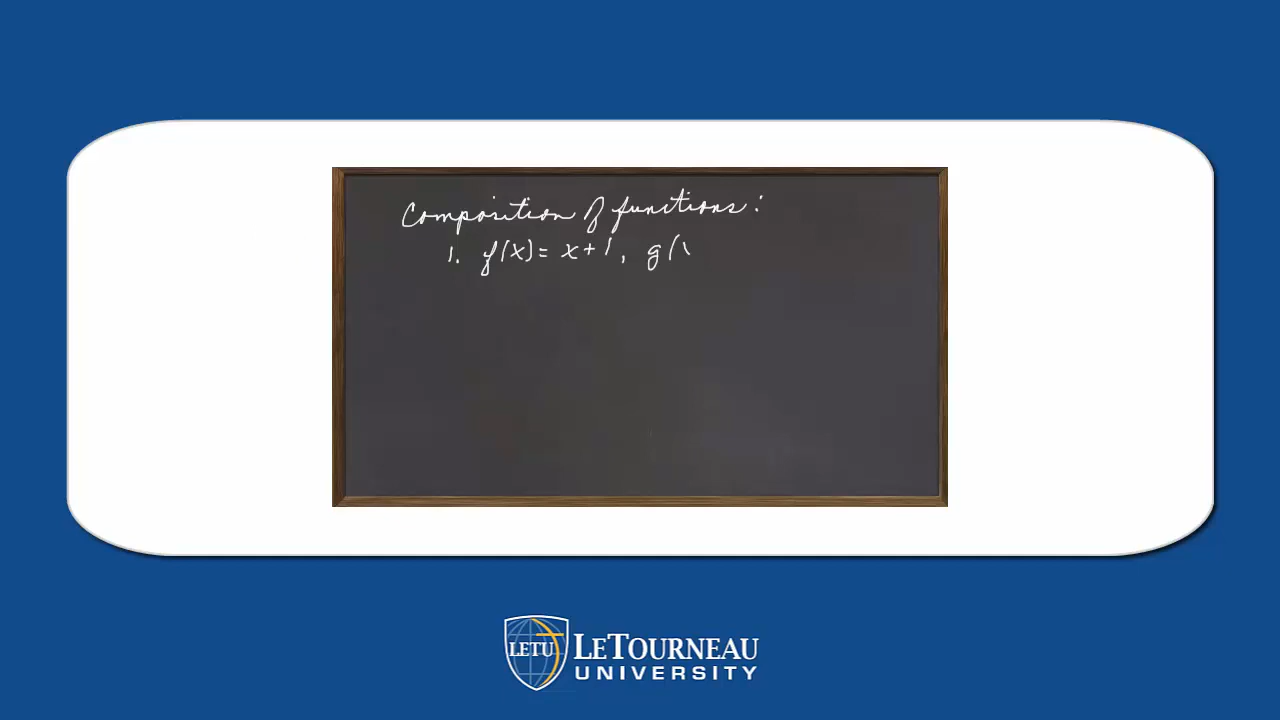 Composition of functions:
1. f(x) = x + 1, g(
LETU
LETOURNEAU
UNIVERSITY